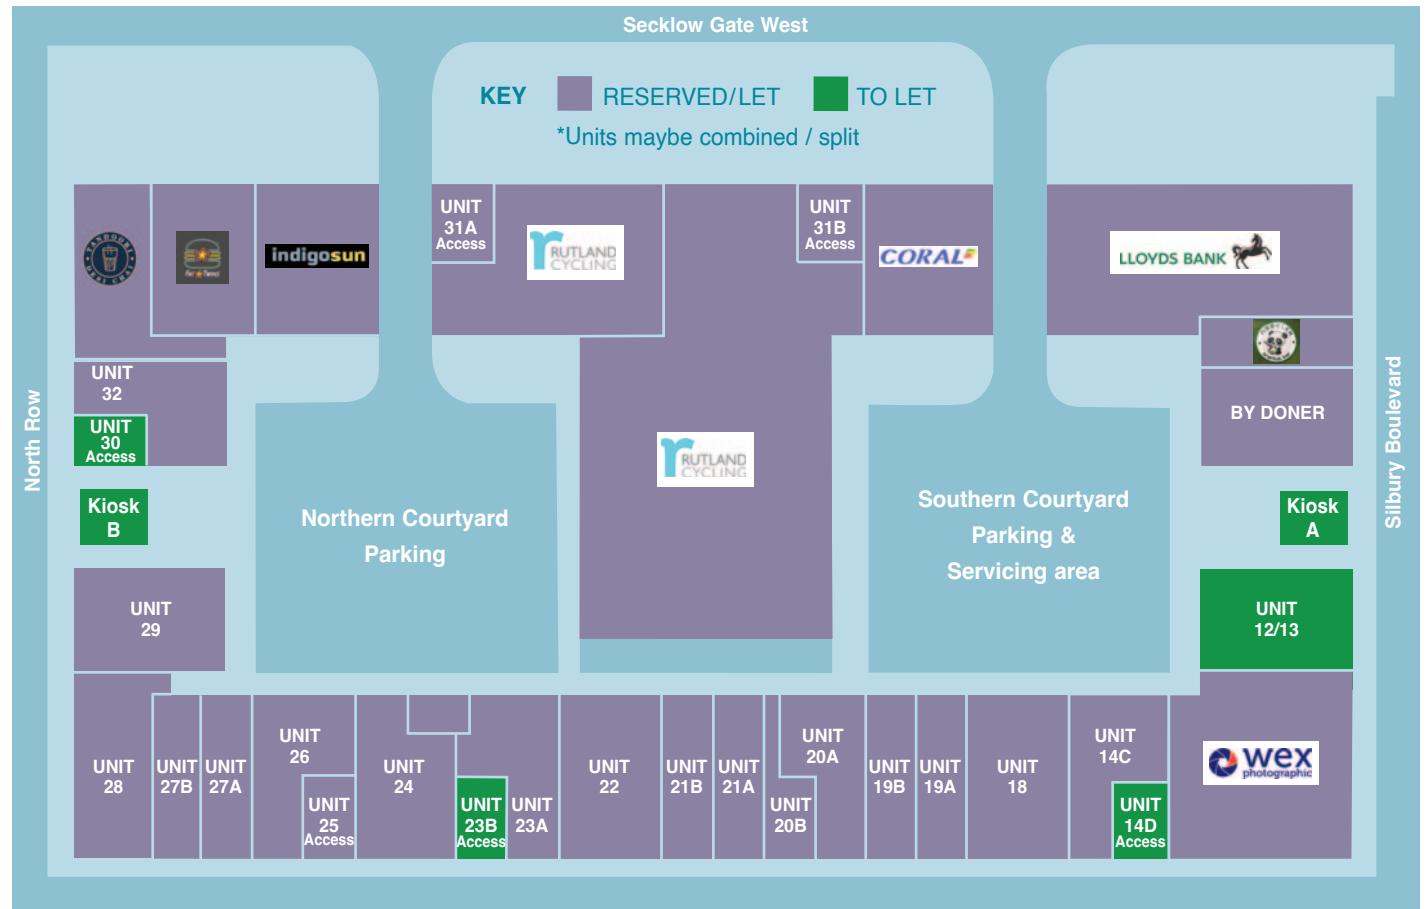 Secklow Gate West
KEY
RESERVED/LET
TO LET
*Units maybe combined / split
TANDOORI
DESI CHAI
indigosun
UNIT
31A
Access
RUTLAND
CYCLING
UNIT
31B
Access
CORAL
LLOYDS BANK
BY DONER
UNIT
32
UNIT
30
Access
North Row
Silbury Boulevard
RUTLAND
CYCLING
Kiosk
B
Northern Courtyard
Parking
Southern Courtyard
Parking &
Servicing area
Kiosk
A
UNIT
29
UNIT
12/13
UNIT
28
UNIT
27B
UNIT
27A
UNIT
26
UNIT
25
Access
UNIT
24
UNIT
23B
Access
UNIT
23A
UNIT
22
UNIT
21B
UNIT
21A
UNIT
20A
UNIT
20B
UNIT
19B
UNIT
19A
UNIT
18
UNIT
14C
UNIT
14D
Access
wex
photographic